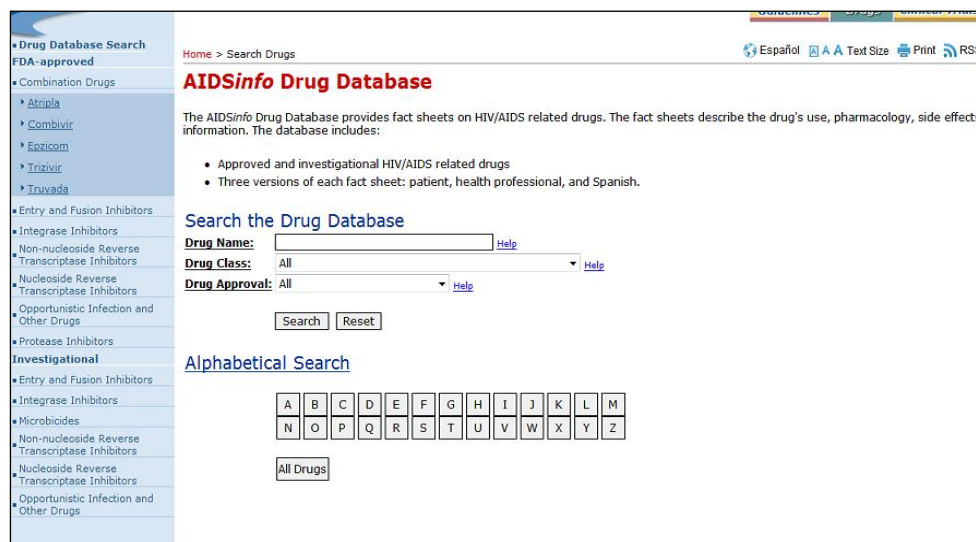 Guidelines Drugs Clinical Trials
Drug Database Search
FDA-approved
Combination Drugs
Atripla
Combivir
Epzicom
Trizivir
Truvada
Entry and Fusion Inhibitors
Integrase Inhibitors
Non-nucleoside Reverse
Transcriptase Inhibitors
Nucleoside Reverse
Transcriptase Inhibitors
Opportunistic Infection and
Other Drugs
Protease Inhibitors
Investigational
Entry and Fusion Inhibitors
Integrase Inhibitors
Microbicides
Non-nucleoside Reverse
Transcriptase Inhibitors
Nucleoside Reverse
Transcriptase Inhibitors
Opportunistic Infection and
Other Drugs
Home > Search Drugs
Español A A A Text Size Print RSS
AIDSinfo Drug Database
The AIDSinfo Drug Database provides fact sheets on HIV/AIDS related drugs. The fact sheets describe the drug's use, pharmacology, side effects
information. The database includes:
• Approved and investigational HIV/AIDS related drugs
• Three versions of each fact sheet: patient, health professional, and Spanish.
Search the Drug Database
Drug Name: Help
Drug Class: All Help
Drug Approval: All Help
Search Reset
Alphabetical Search
A B C D E F G H I J K L M
N O P Q R S T U V W X Y Z
All Drugs